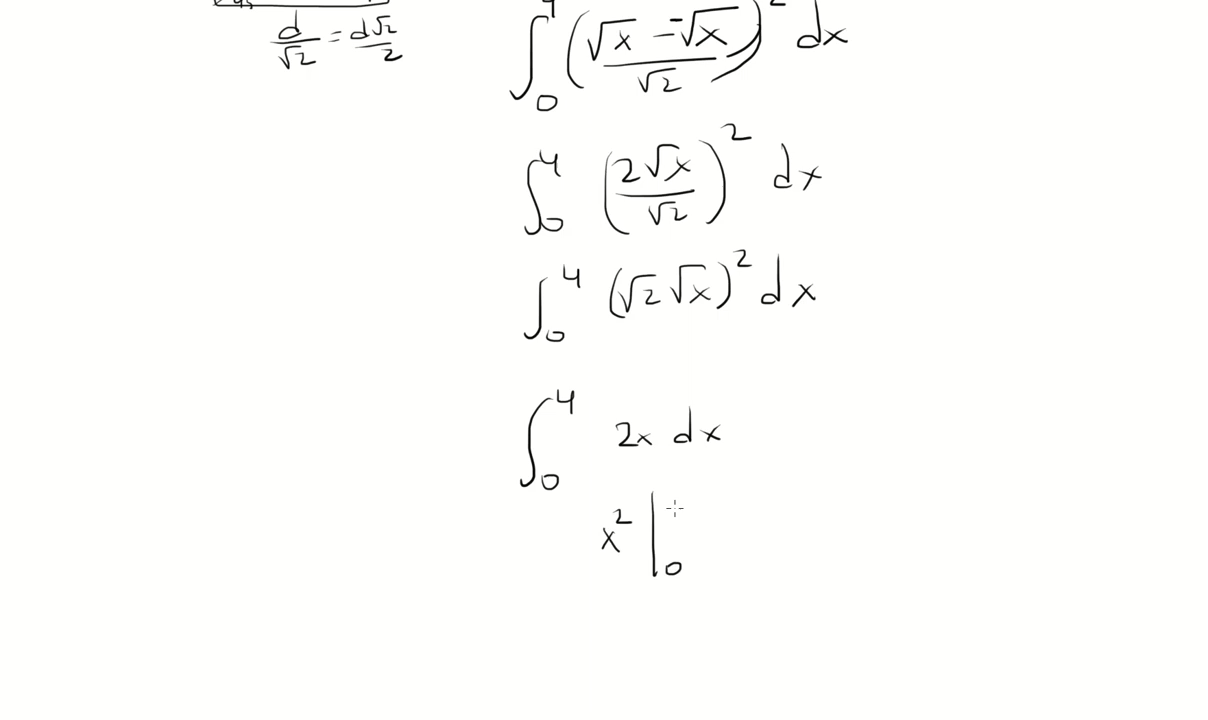 d/√2 = d√2/2
∫₀⁴ ((√x - -√x)/√2)² dx
∫₀⁴ (2√x/√2)² dx
∫₀⁴ (√2 √x)² dx
∫₀⁴ 2x dx
x² |₀